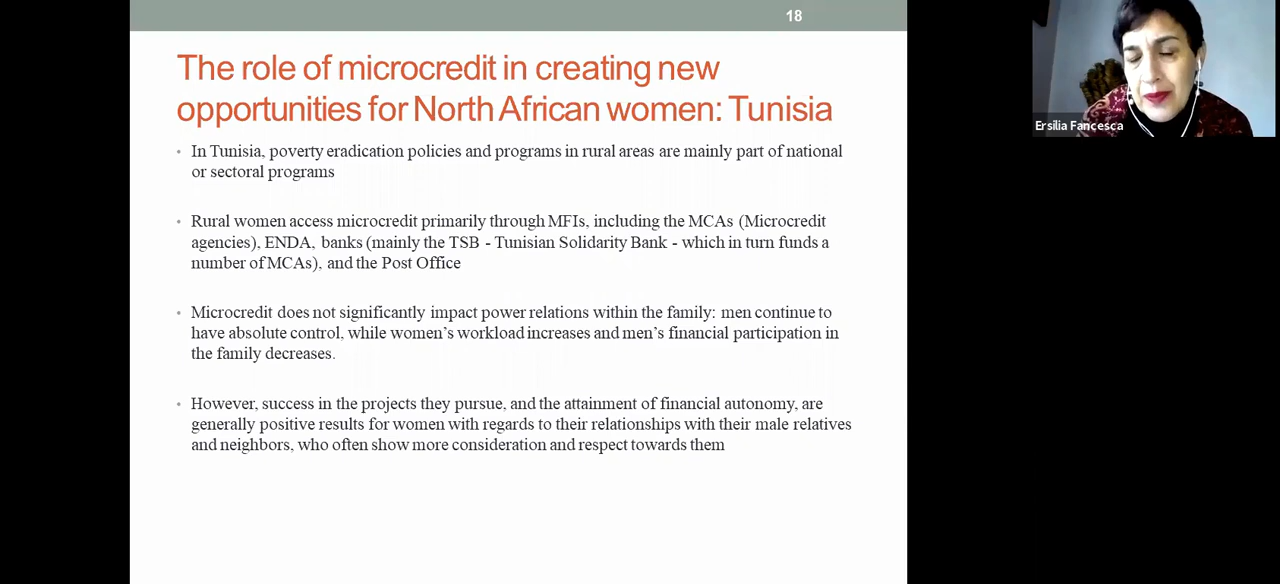 18
The role of microcredit in creating new
opportunities for North African women: Tunisia
• In Tunisia, poverty eradication policies and programs in rural areas are mainly part of national
or sectoral programs
• Rural women access microcredit primarily through MFIs, including the MCAs (Microcredit
agencies), ENDA, banks (mainly the TSB - Tunisian Solidarity Bank - which in turn funds a
number of MCAs), and the Post Office
• Microcredit does not significantly impact power relations within the family: men continue to
have absolute control, while women’s workload increases and men’s financial participation in
the family decreases.
• However, success in the projects they pursue, and the attainment of financial autonomy, are
generally positive results for women with regards to their relationships with their male relatives
and neighbors, who often show more consideration and respect towards them
Ersilia Fancesca